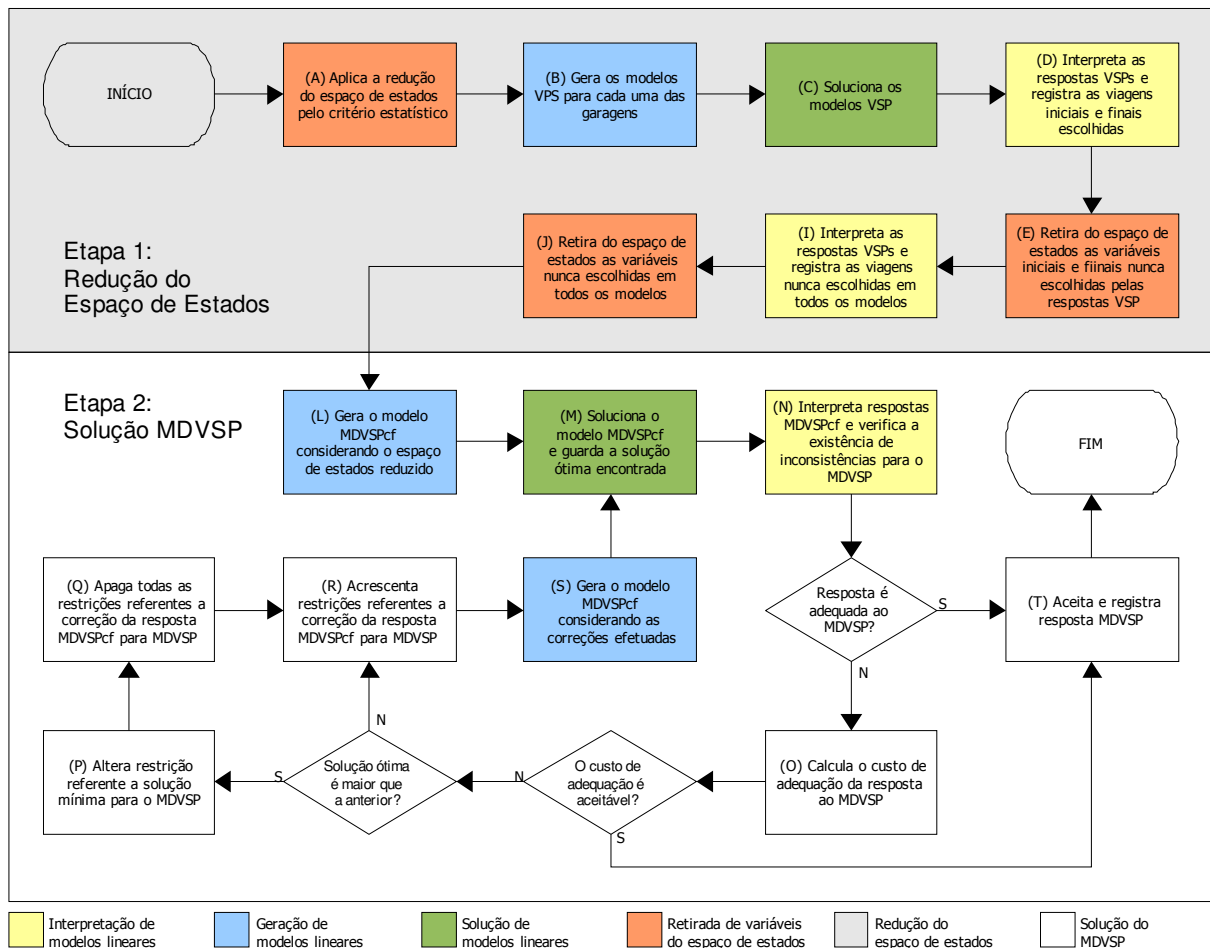 INÍCIO
(A) Aplica a redução
do espaço de estados
pelo critério estatístico
(B) Gera os modelos
VPS para cada uma das
garagens
(C) Soluciona os
modelos VSP
(D) Interpreta as
respostas VSPs e
registra as viagens
iniciais e finais
escolhidas
Etapa 1:
Redução do
Espaço de Estados
(J) Retira do espaço de
estados as variáveis
nunca escolhidas em
todos os modelos
(I) Interpreta as
respostas VSPs e
registra as viagens
nunca escolhidas em
todos os modelos
(E) Retira do espaço de
estados as variáveis
iniciais e fiinais nunca
escolhidas pelas
respostas VSP
Etapa 2:
Solução MDVSP
(L) Gera o modelo
MDVSPcf
considerando o espaço
de estados reduzido
(M) Soluciona o
modelo MDVSPcf
e guarda a solução
ótima encontrada
(N) Interpreta respostas
MDVSPcf e verifica a
existência de
inconsistências para o
MDVSP
FIM
(Q) Apaga todas as
restrições referentes a
correção da resposta
MDVSPcf para MDVSP
(R) Acrescenta
restrições referentes a
correção da resposta
MDVSPcf para MDVSP
(S) Gera o modelo
MDVSPcf
considerando as
correções efetuadas
Resposta é
adequada ao
MDVSP?
S
N
(T) Aceita e registra
resposta MDVSP
(P) Altera restrição
referente a solução
mínima para o MDVSP
S
Solução ótima
é maior que
a anterior?
N
N
O custo de
adequação é
aceitável?
S
(O) Calcula o custo de
adequação da resposta
ao MDVSP
Interpretação de
modelos lineares
Geração de
modelos lineares
Solução de
modelos lineares
Retirada de variáveis
do espaço de estados
Redução do
espaço de estados
Solução do
MDVSP